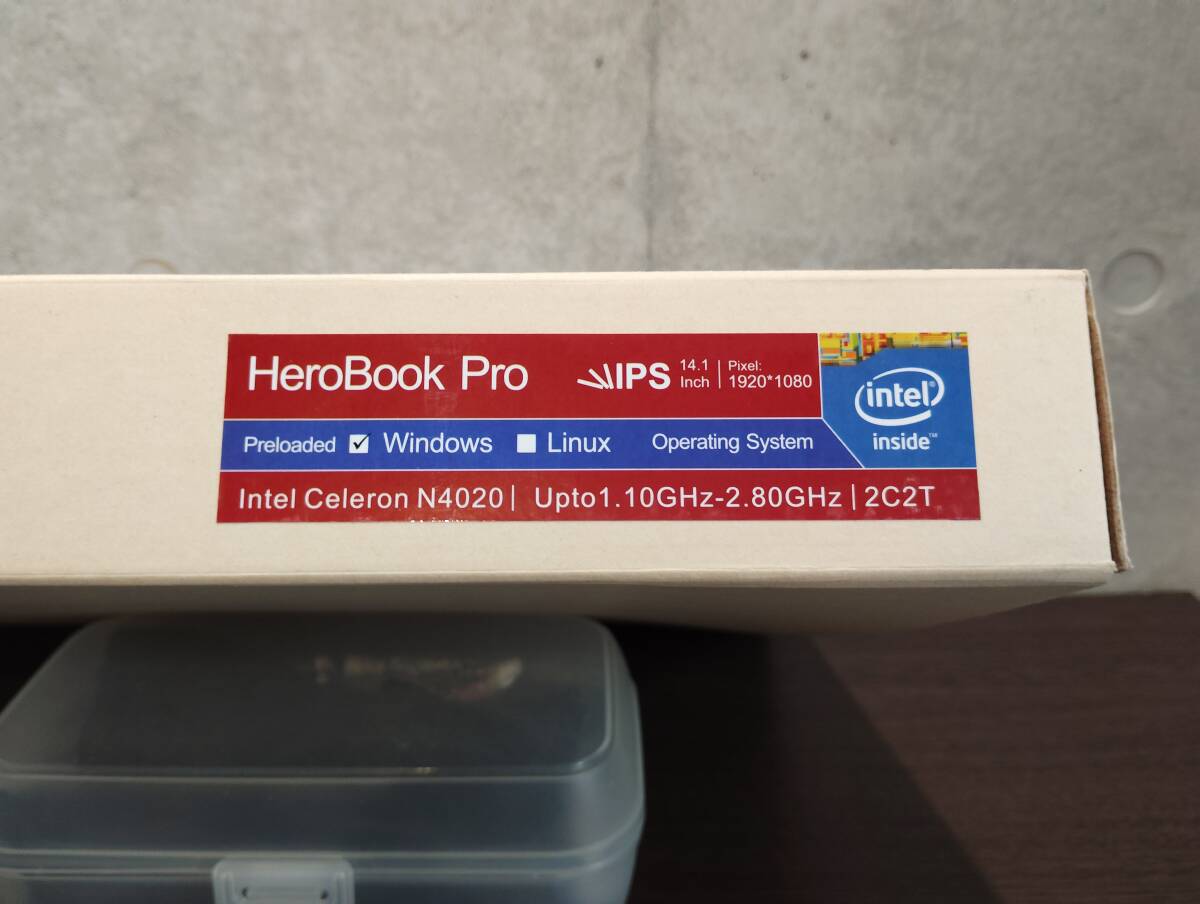 HeroBook Pro
IPS
14.1 Inch
Pixel: 1920*1080
intel®
inside™
Preloaded ☑ Windows ☐ Linux Operating System
Intel Celeron N4020 | Upto1.10GHz-2.80GHz | 2C2T